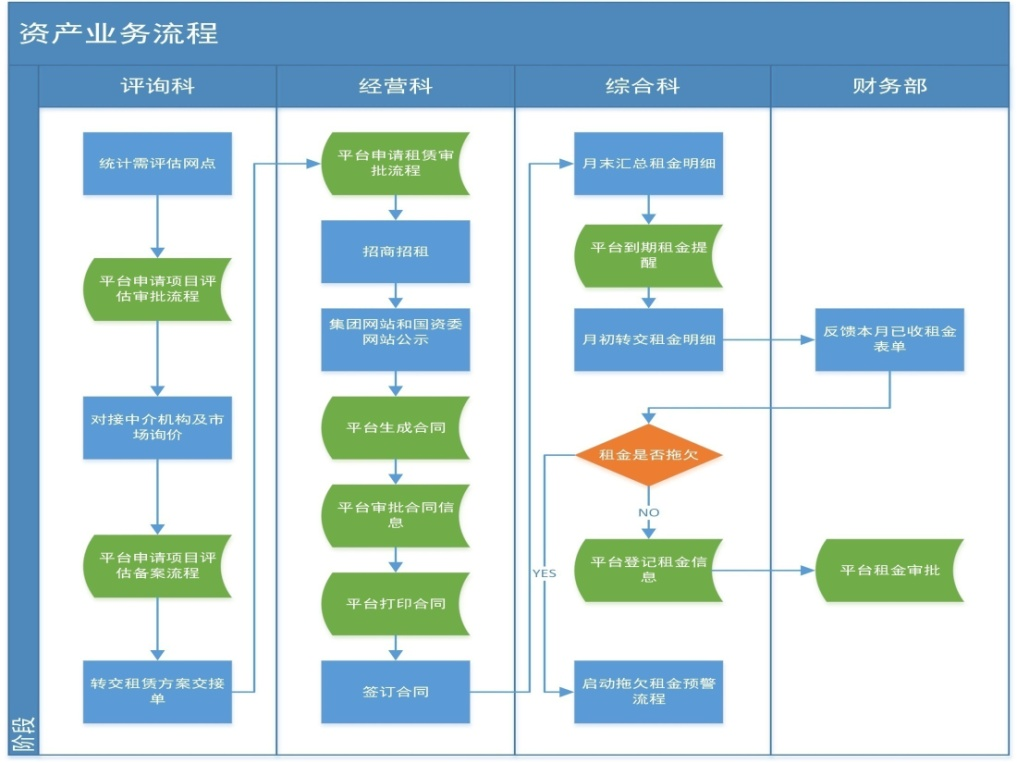 资产业务流程
评询科
经营科
综合科
财务部
统计需评估网点
平台申请项目评
估审批流程
对接中介机构及市
场询价
平台申请项目评
估备案流程
转交租赁方案交接
单
平台申请租赁审
批流程
招商招租
集团网站和国资委
网站公示
平台生成合同
平台审批合同信
息
平台打印合同
签订合同
月末汇总租金明细
平台到期租金提
醒
月初转交租金明细
反馈本月已收租金
表单
租金是否拖欠
NO
YES
平台登记租金信
息
平台租金审批
启动拖欠租金预警
流程
阶段